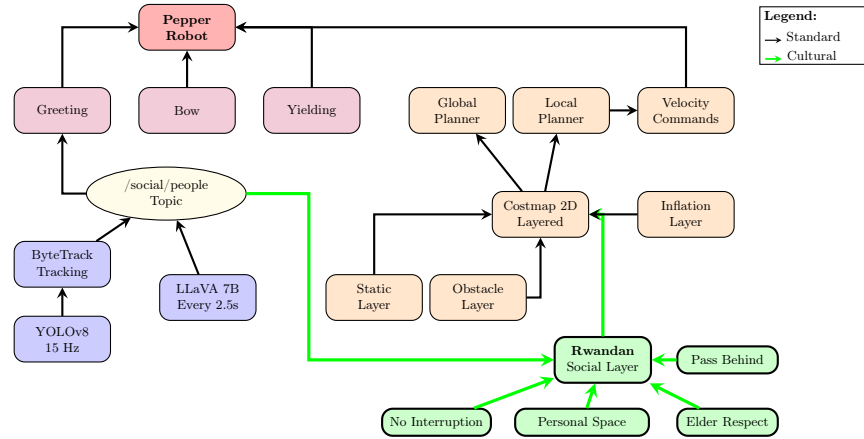 Pepper
Robot
Legend:
Standard
Cultural
Greeting
Bow
Yielding
Global
Planner
Local
Planner
Velocity
Commands
/social/people
Topic
Costmap 2D
Layered
Inflation
Layer
ByteTrack
Tracking
LLaVA 7B
Every 2.5s
Static
Layer
Obstacle
Layer
YOLOv8
15 Hz
Rwandan
Social Layer
Pass Behind
No Interruption
Personal Space
Elder Respect